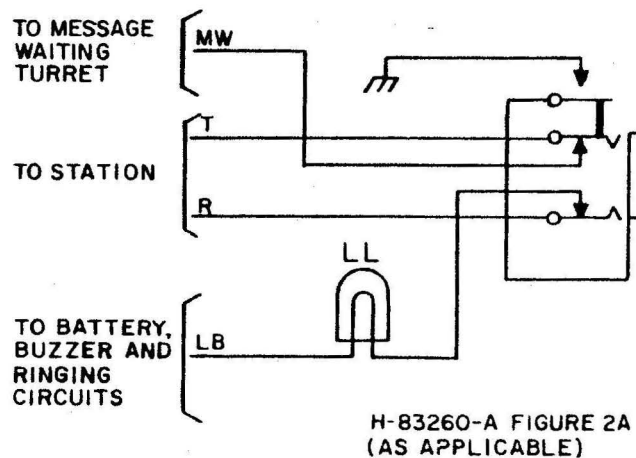 TO MESSAGE
WAITING
TURRET
MW
T
TO STATION
R
LL
TO BATTERY,
BUZZER AND
RINGING
CIRCUITS
LB
H-83260-A FIGURE 2A
(AS APPLICABLE)